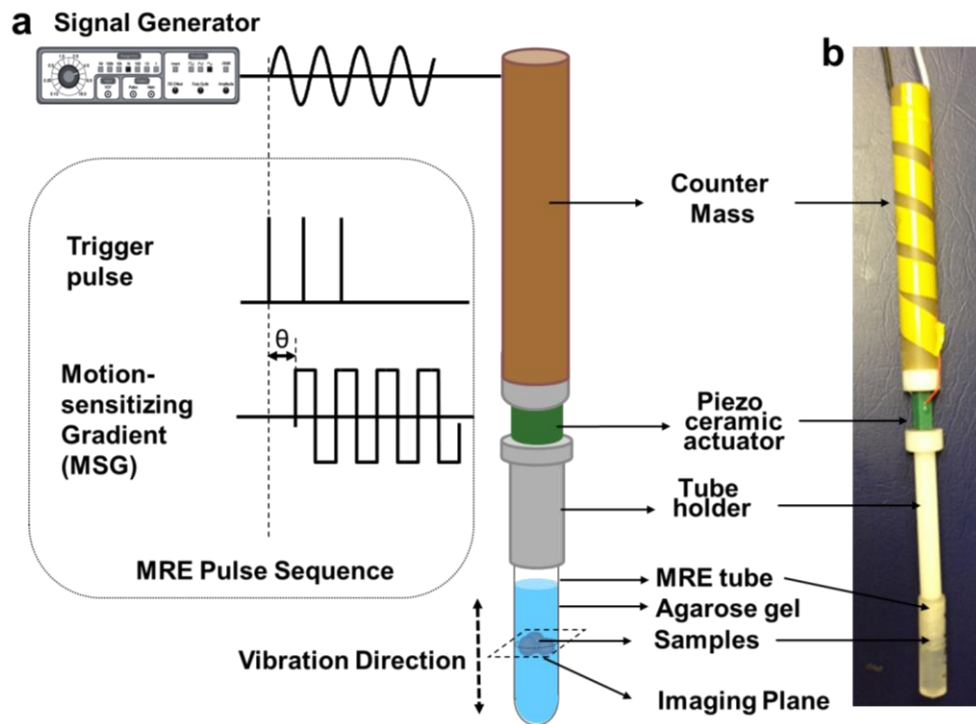 a
Signal Generator
b
Counter
Mass
Trigger
pulse
θ
Motion-
sensitizing
Gradient
(MSG)
Piezo
ceramic
actuator
Tube
holder
MRE Pulse Sequence
MRE tube
Agarose gel
Samples
Vibration Direction
Imaging Plane